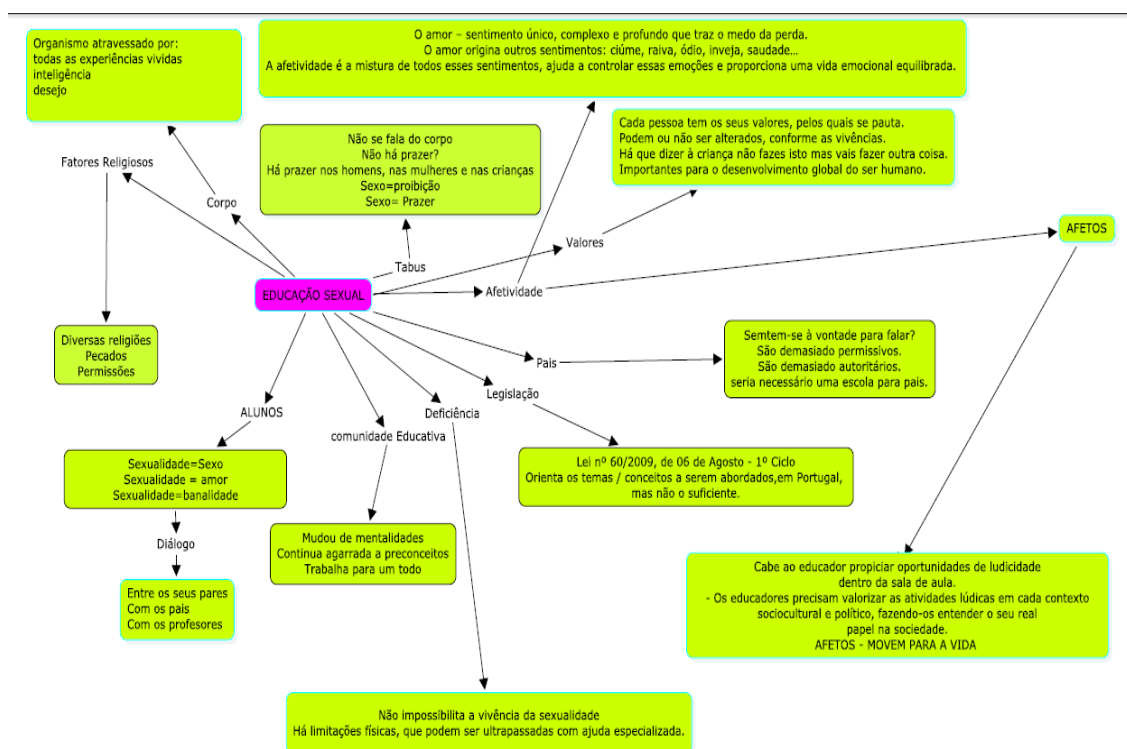 Organismo atravessado por:
todas as experiências vividas
inteligência
desejo
O amor – sentimento único, complexo e profundo que traz o medo da perda.
O amor origina outros sentimentos: ciúme, raiva, ódio, inveja, saudade...
A afetividade é a mistura de todos esses sentimentos, ajuda a controlar essas emoções e proporciona uma vida emocional equilibrada.
Não se fala do corpo
Não há prazer?
Há prazer nos homens, nas mulheres e nas crianças
Sexo=proibição
Sexo= Prazer
Cada pessoa tem os seus valores, pelos quais se pauta.
Podem ou não ser alterados, conforme as vivências.
Há que dizer à criança não fazes isto mas vais fazer outra coisa.
Importantes para o desenvolvimento global do ser humano.
Fatores Religiosos
Corpo
Tabus
Valores
AFETOS
EDUCAÇÃO SEXUAL
Afetividade
Diversas religiões
Pecados
Permissões
Pais
Semtem-se à vontade para falar?
São demasiado permissivos.
São demasiado autoritários.
seria necessário uma escola para pais.
Legislação
ALUNOS
Deficiência
comunidade Educativa
Sexualidade=Sexo
Sexualidade = amor
Sexualidade=banalidade
Lei nº 60/2009, de 06 de Agosto - 1º Ciclo
Orienta os temas / conceitos a serem abordados,em Portugal,
mas não o suficiente.
Diálogo
Mudou de mentalidades
Continua agarrada a preconceitos
Trabalha para um todo
Entre os seus pares
Com os pais
Com os profesores
Cabe ao educador propiciar oportunidades de ludicidade
dentro da sala de aula.
- Os educadores precisam valorizar as atividades lúdicas em cada contexto
sociocultural e político, fazendo-os entender o seu real
papel na sociedade.
AFETOS - MOVEM PARA A VIDA
Não impossibilita a vivência da sexualidade
Há limitações físicas, que podem ser ultrapassadas com ajuda especializada.